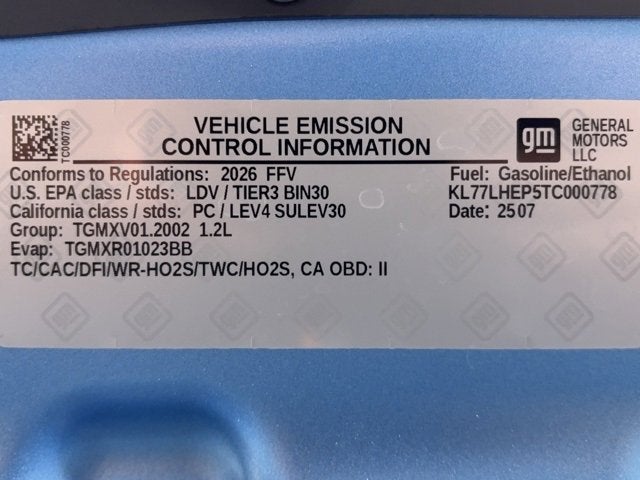 TC000778
VEHICLE EMISSION
CONTROL INFORMATION
gm
GENERAL
MOTORS
LLC
Conforms to Regulations: 2026 FFV
Fuel: Gasoline/Ethanol
U.S. EPA class / stds: LDV / TIER3 BIN30
KL77LHEP5TC000778
California class / stds: PC / LEV4 SULEV30
Date: 2507
Group: TGMXV01.2002 1.2L
Evap: TGMXR01023BB
TC/CAC/DFI/WR-HO2S/TWC/HO2S, CA OBD: II